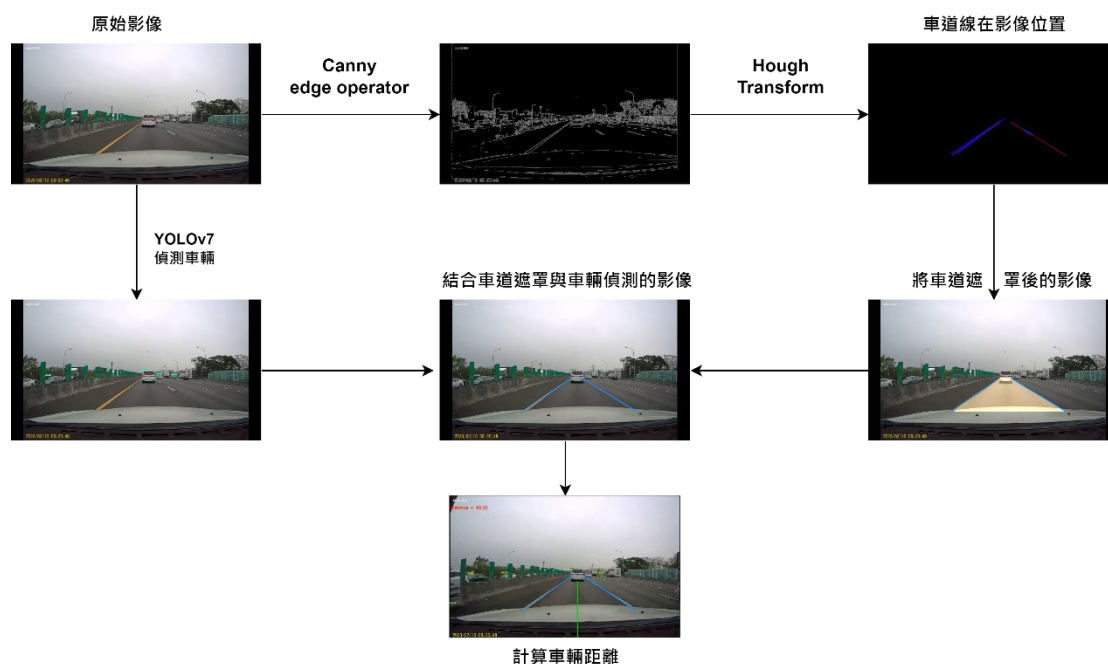 原始影像
車道線在影像位置
Canny
edge operator
Hough
Transform
YOLOv7
偵測車輛
結合車道遮罩與車輛偵測的影像
將車道遮
罩後的影像
計算車輛距離